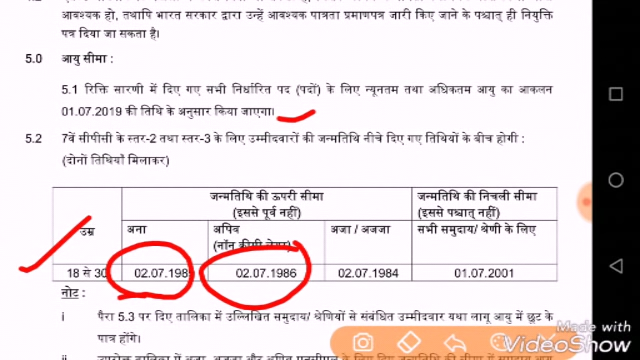 आवश्यक हो, तथापि भारत सरकार द्वारा उन्हें आवश्यक पात्रता प्रमाणपत्र जारी किए जाने के पश्चात् ही नियुक्ति
पत्र दिया जा सकता है।
5.0 आयु सीमा :
5.1 रिक्ति सारणी में दिए गए सभी निर्धारित पद (पदों) के लिए न्यूनतम तथा अधिकतम आयु का आकलन
01.07.2019 की तिथि के अनुसार किया जाएगा।
5.2 7वें सीपीसी के स्तर-2 तथा स्तर-3 के लिए उम्मीदवारों की जन्मतिथि नीचे दिए गए तिथियों के बीच होगी :
(दोनों तिथियाँ मिलाकर)
उम्र
जन्मतिथि की ऊपरी सीमा
(इससे पूर्व नहीं)
जन्मतिथि की निचली सीमा
(इससे पश्चात् नहीं)
अना
अपिव
(नॉन क्रीमी लेयर)
अजा / अजजा
सभी समुदाय/ श्रेणी के लिए
18 से 30 02.07.1989 02.07.1986 02.07.1984 01.07.2001
नोट :
i पैरा 5.3 पर दिए तालिका में उल्लिखित समुदाय/ श्रेणियों से संबंधित उम्मीदवार यथा लागू आयु में छूट के
पात्र होंगे।
ii
Made with
VideoShow